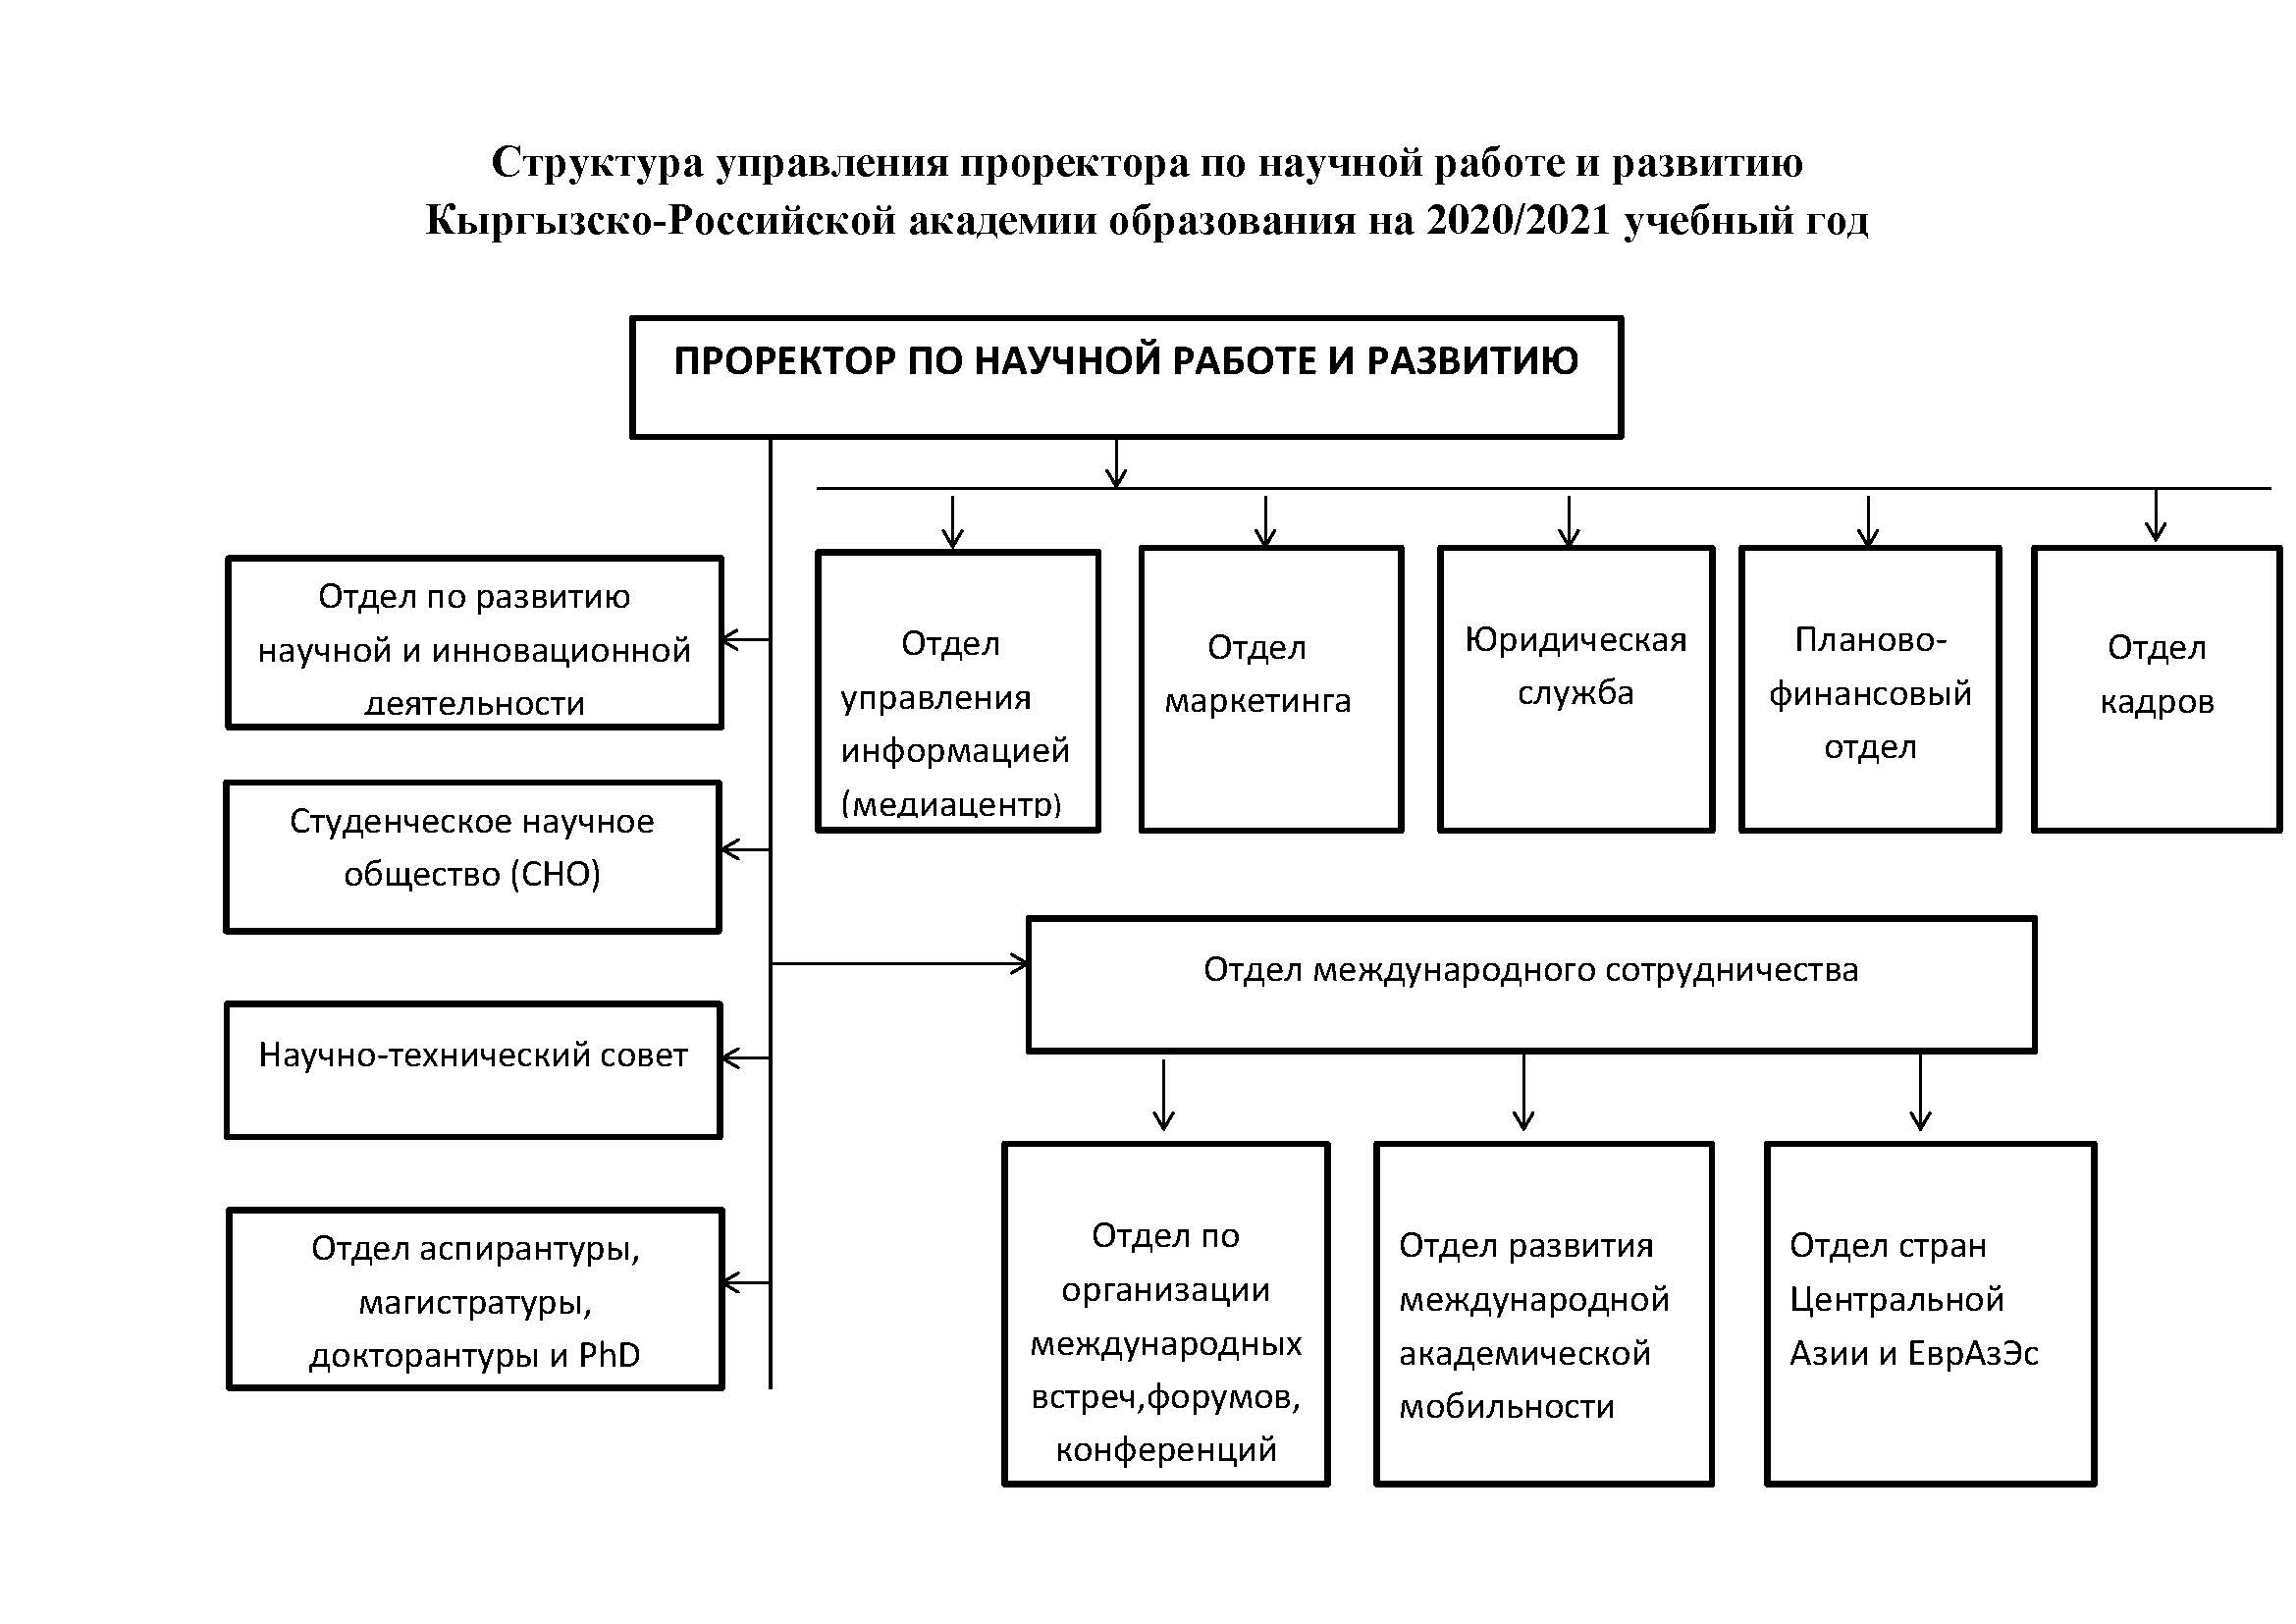 Структура управления проректора по научной работе и развитию
Кыргызско-Российской академии образования на 2020/2021 учебный год
ПРОРЕКТОР ПО НАУЧНОЙ РАБОТЕ И РАЗВИТИЮ
Отдел по развитию
научной и инновационной
деятельности
Отдел
управления
информацией
(медиацентр)
Отдел
маркетинга
Юридическая
служба
Планово-
финансовый
отдел
Отдел
кадров
Студенческое научное
общество (СНО)
Отдел международного сотрудничества
Научно-технический совет
Отдел аспирантуры,
магистратуры,
докторантуры и PhD
Отдел по
организации
международных
встреч,форумов,
конференций
Отдел развития
международной
академической
мобильности
Отдел стран
Центральной
Азии и ЕврАзЭс